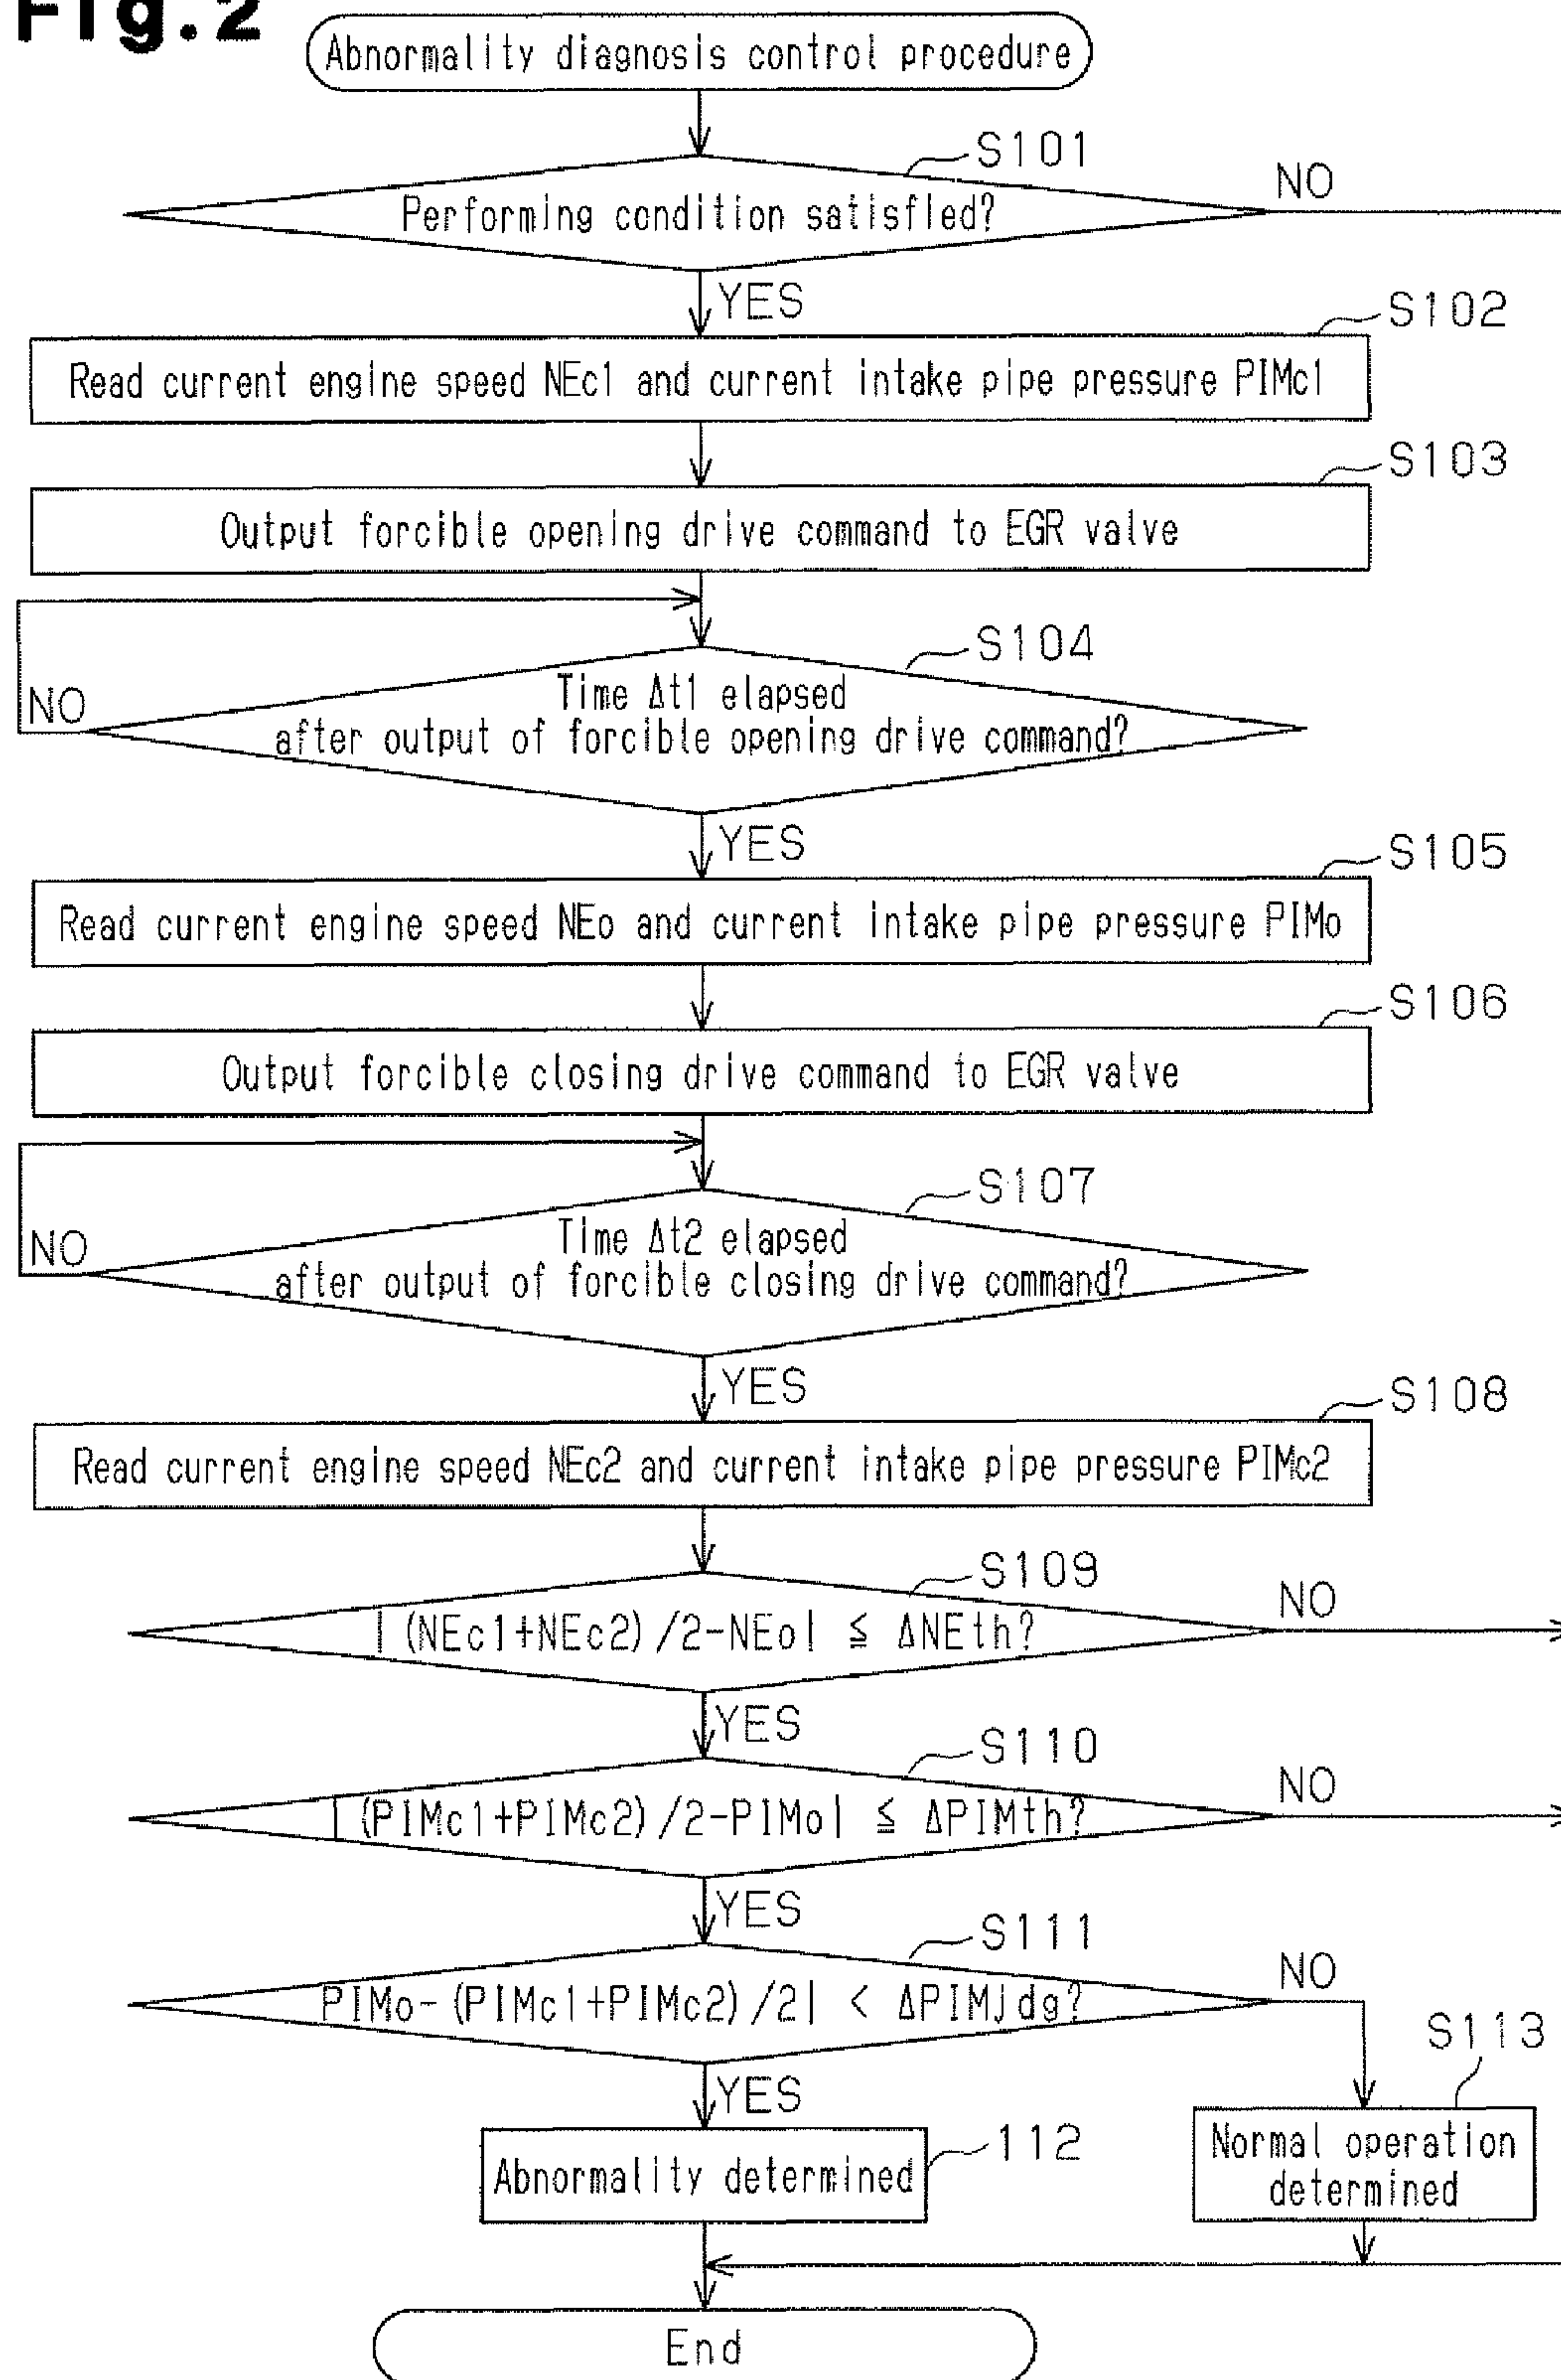 Fig.2
Abnormality diagnosis control procedure
S101
Performing condition satisfied?
NO
YES
S102
Read current engine speed NEc1 and current intake pipe pressure PIMc1
S103
Output forcible opening drive command to EGR valve
S104
Time Δt1 elapsed
after output of forcible opening drive command?
NO
YES
S105
Read current engine speed NEo and current intake pipe pressure PIMo
S106
Output forcible closing drive command to EGR valve
S107
Time Δt2 elapsed
after output of forcible closing drive command?
NO
YES
S108
Read current engine speed NEc2 and current intake pipe pressure PIMc2
S109
|(NEc1+NEc2)/2-NEo| ≦ ΔNEth?
NO
YES
S110
|(PIMc1+PIMc2)/2-PIMo| ≦ ΔPIMth?
NO
YES
S111
PIMo-(PIMc1+PIMc2)/2| < ΔPIMjdg?
NO
S113
YES
112
Abnormality determined
Normal operation
determined
End